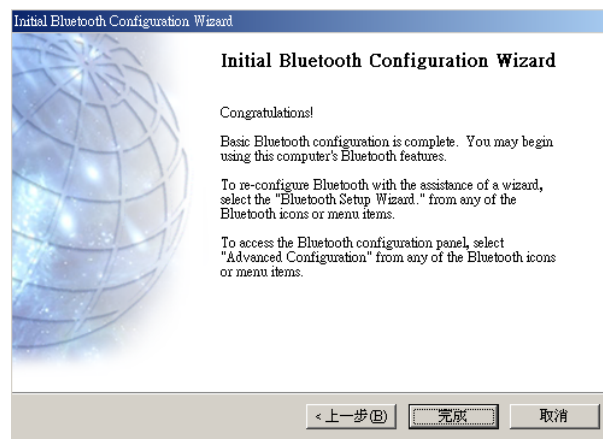 Initial Bluetooth Configuration Wizard
Initial Bluetooth Configuration Wizard
Congratulations!
Basic Bluetooth configuration is complete. You may begin
using this computer's Bluetooth features.
To re-configure Bluetooth with the assistance of a wizard,
select the "Bluetooth Setup Wizard." from any of the
Bluetooth icons or menu items.
To access the Bluetooth configuration panel, select
"Advanced Configuration" from any of the Bluetooth icons
or menu items.
<上一步(B) 完成 取消